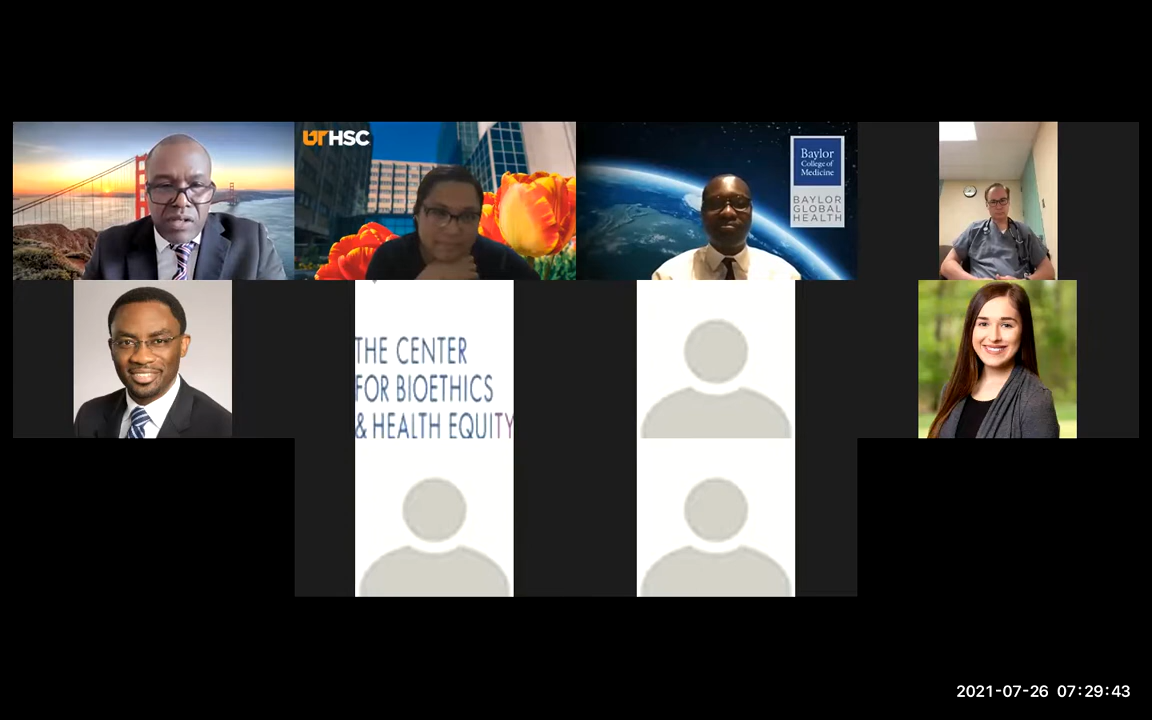 UTHSC
Baylor
College of
Medicine
BAYLOR
GLOBAL
HEALTH
THE CENTER
FOR BIOETHICS
& HEALTH EQUITY
2021-07-26 07:29:43